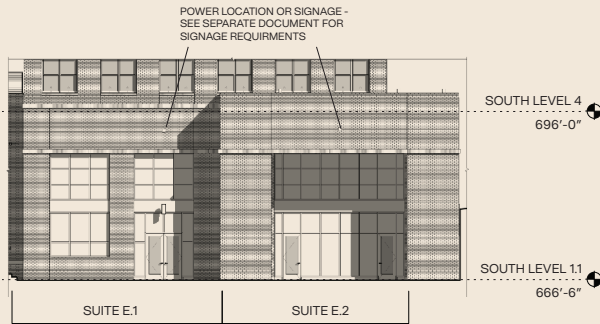 POWER LOCATION OR SIGNAGE -
SEE SEPARATE DOCUMENT FOR
SIGNAGE REQUIRMENTS
SOUTH LEVEL 4
696'-0"
SOUTH LEVEL 1.1
666'-6"
SUITE E.1
SUITE E.2